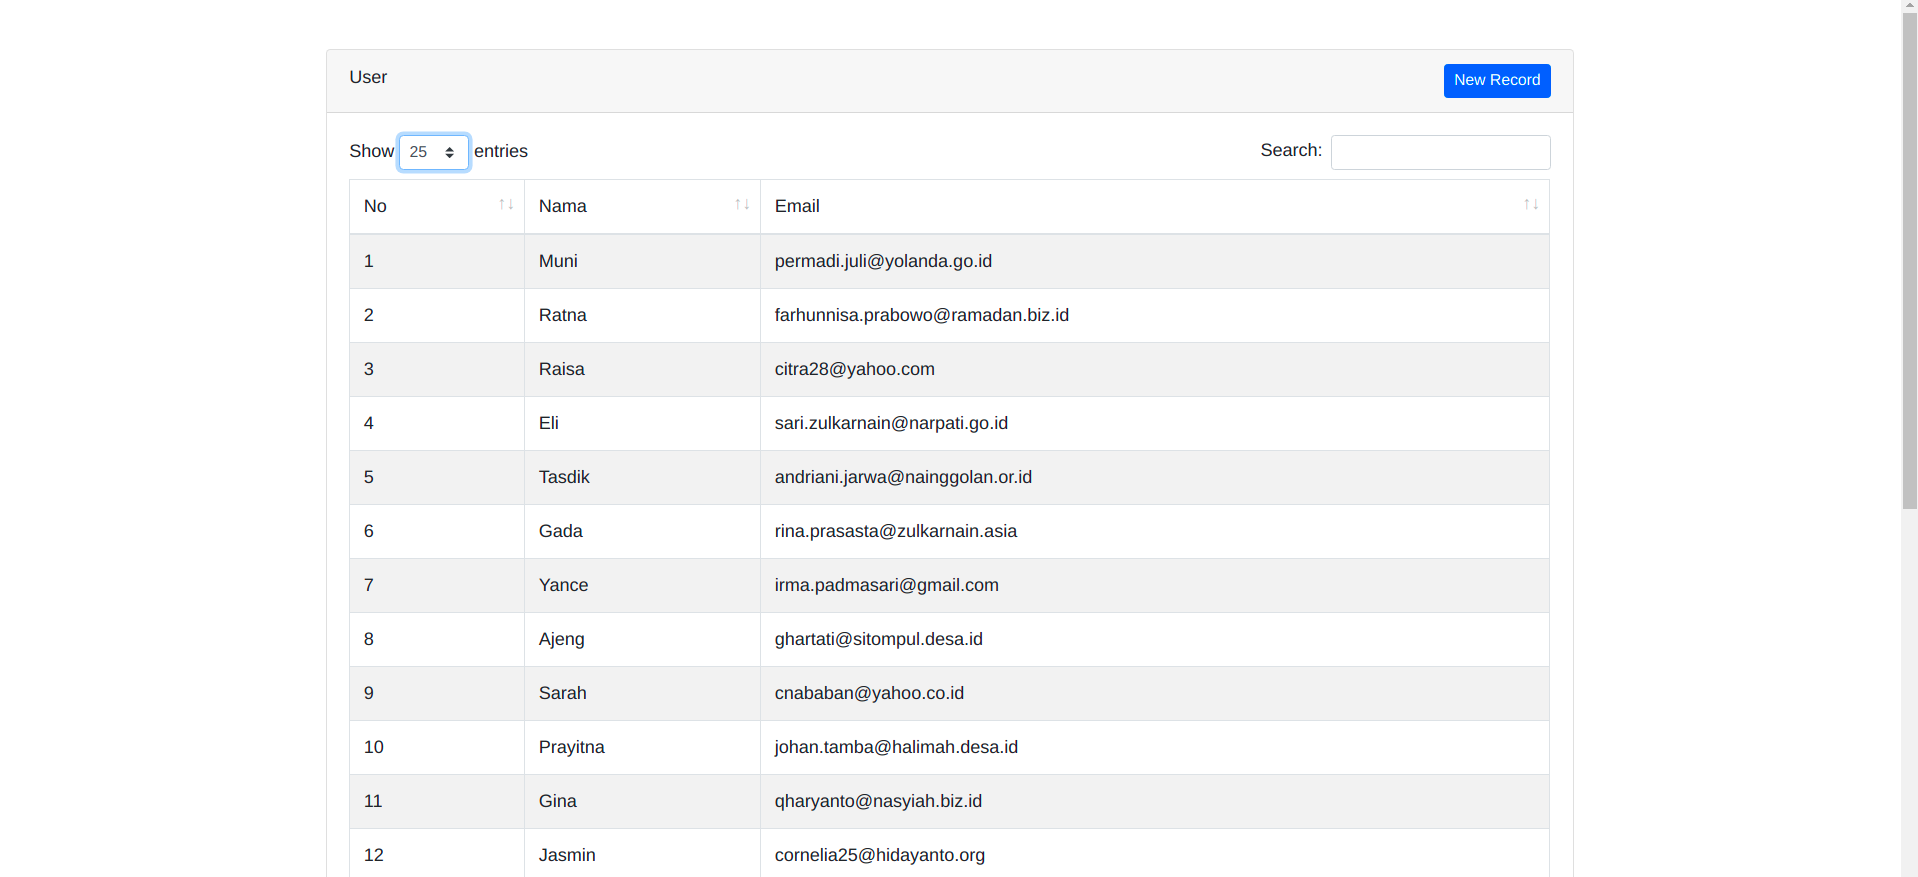 User New Record
Show 25 entries Search:
No Nama Email
1 Muni permadi.juli@yolanda.go.id
2 Ratna farhunnisa.prabowo@ramadan.biz.id
3 Raisa citra28@yahoo.com
4 Eli sari.zulkarnain@narpati.go.id
5 Tasdik andriani.jarwa@nainggolan.or.id
6 Gada rina.prasasta@zulkarnain.asia
7 Yance irma.padmasari@gmail.com
8 Ajeng ghartati@sitompul.desa.id
9 Sarah cnababan@yahoo.co.id
10 Prayitna johan.tamba@halimah.desa.id
11 Gina qharyanto@nasyiah.biz.id
12 Jasmin cornelia25@hidayanto.org